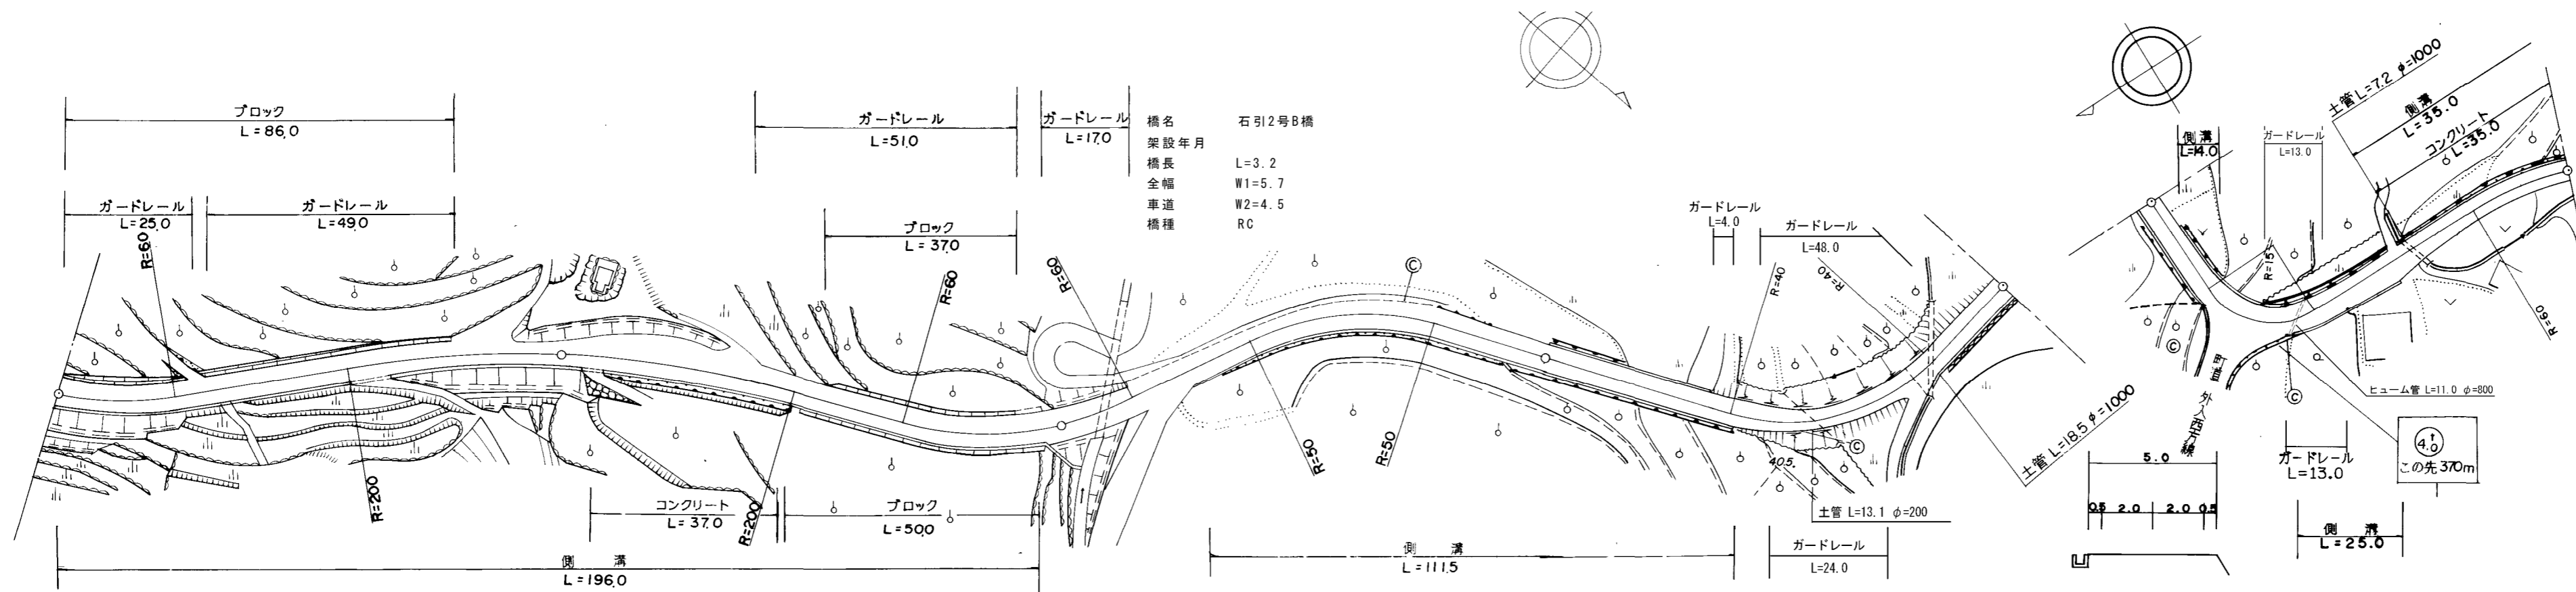 ブロック
L=86.0
ガードレール
L=25.0
ガードレール
L=49.0
R=60
ガードレール
L=51.0
ガードレール
L=17.0
ブロック
L=37.0
R=60
R=60
橋名 石引2号B橋
架設年月
橋長 L=3.2
全幅 W1=5.7
車道 W2=4.5
橋種 RC
R=200
コンクリート
L=37.0
R=200
ブロック
L=50.0
側溝
L=196.0
C
R=50
R=50
側溝
L=111.5
ガードレール
L=4.0
ガードレール
L=48.0
R=40
R=40
C
405.
土管 L=13.1 φ=200
ガードレール
L=24.0
土管 L=18.5 φ=1000
側溝
L=14.0
ガードレール
L=13.0
土管 L=7.2 φ=1000
側溝
L=35.0
コンクリート
L=35.0
R=15
R=60
C
C
ヒューム管 L=11.0 φ=800
4.0
この先370m
ガードレール
L=13.0
側溝
L=25.0
5.0
0.5 2.0 2.0 0.5